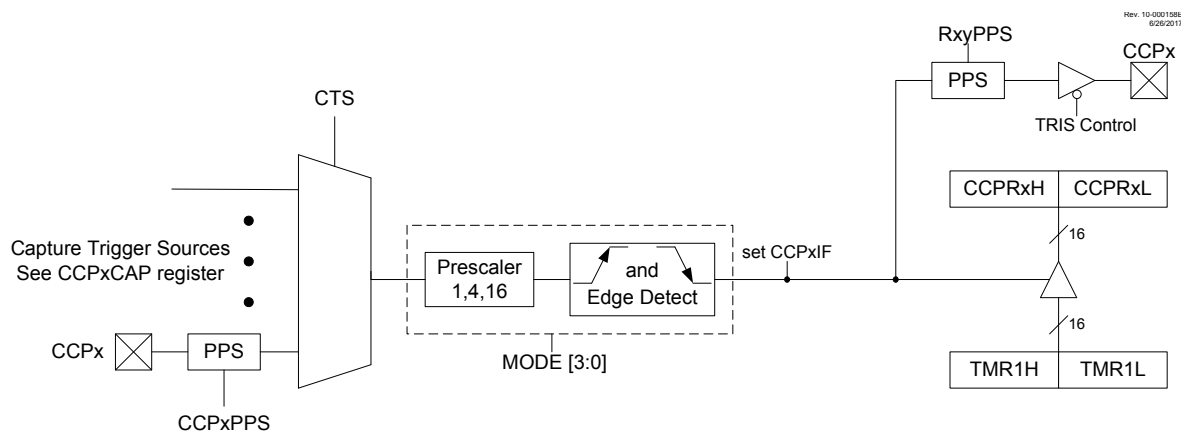 Rev. 10-000158E
6/26/2017
RxyPPS
CCPx
PPS
TRIS Control
CTS
CCPRxH
CCPRxL
16
Capture Trigger Sources
See CCPxCAP register
Prescaler
1,4,16
and
Edge Detect
set CCPxIF
16
MODE [3:0]
CCPx
PPS
TMR1H
TMR1L
CCPxPPS